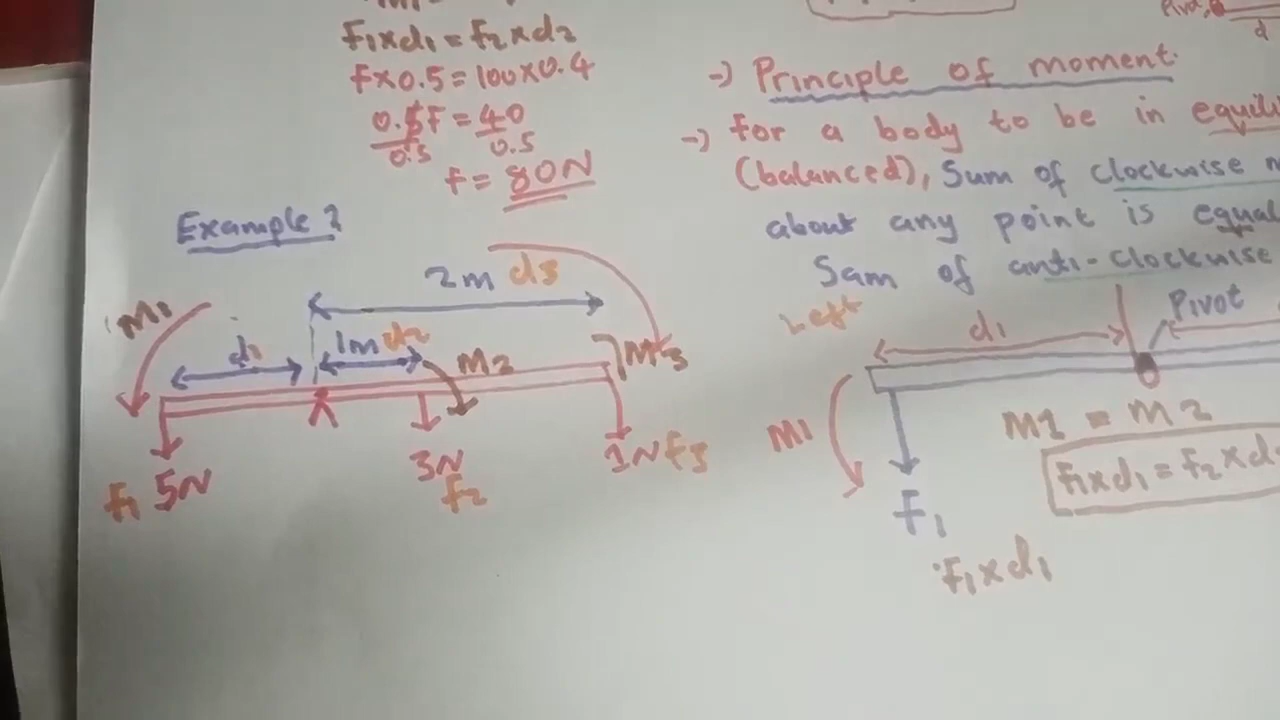 F1xd1 = F2xd2
Fx0.5 = 100x0.4
0.5F = 40
0.5 0.5
F = 80N
Example 2
2m d3
M1
d1
1m d2
M2
M3
F1 5N
3N
F2
1N F3
Pivot
d
-) Principle of moment.
-) For a body to be in
(balanced), Sum of clockwise
about any point is equal
Sum of anti-clockwise
Left
d1
Pivot
M1
M1 = M2
F1xd1 = F2xd
F1
F1xd1